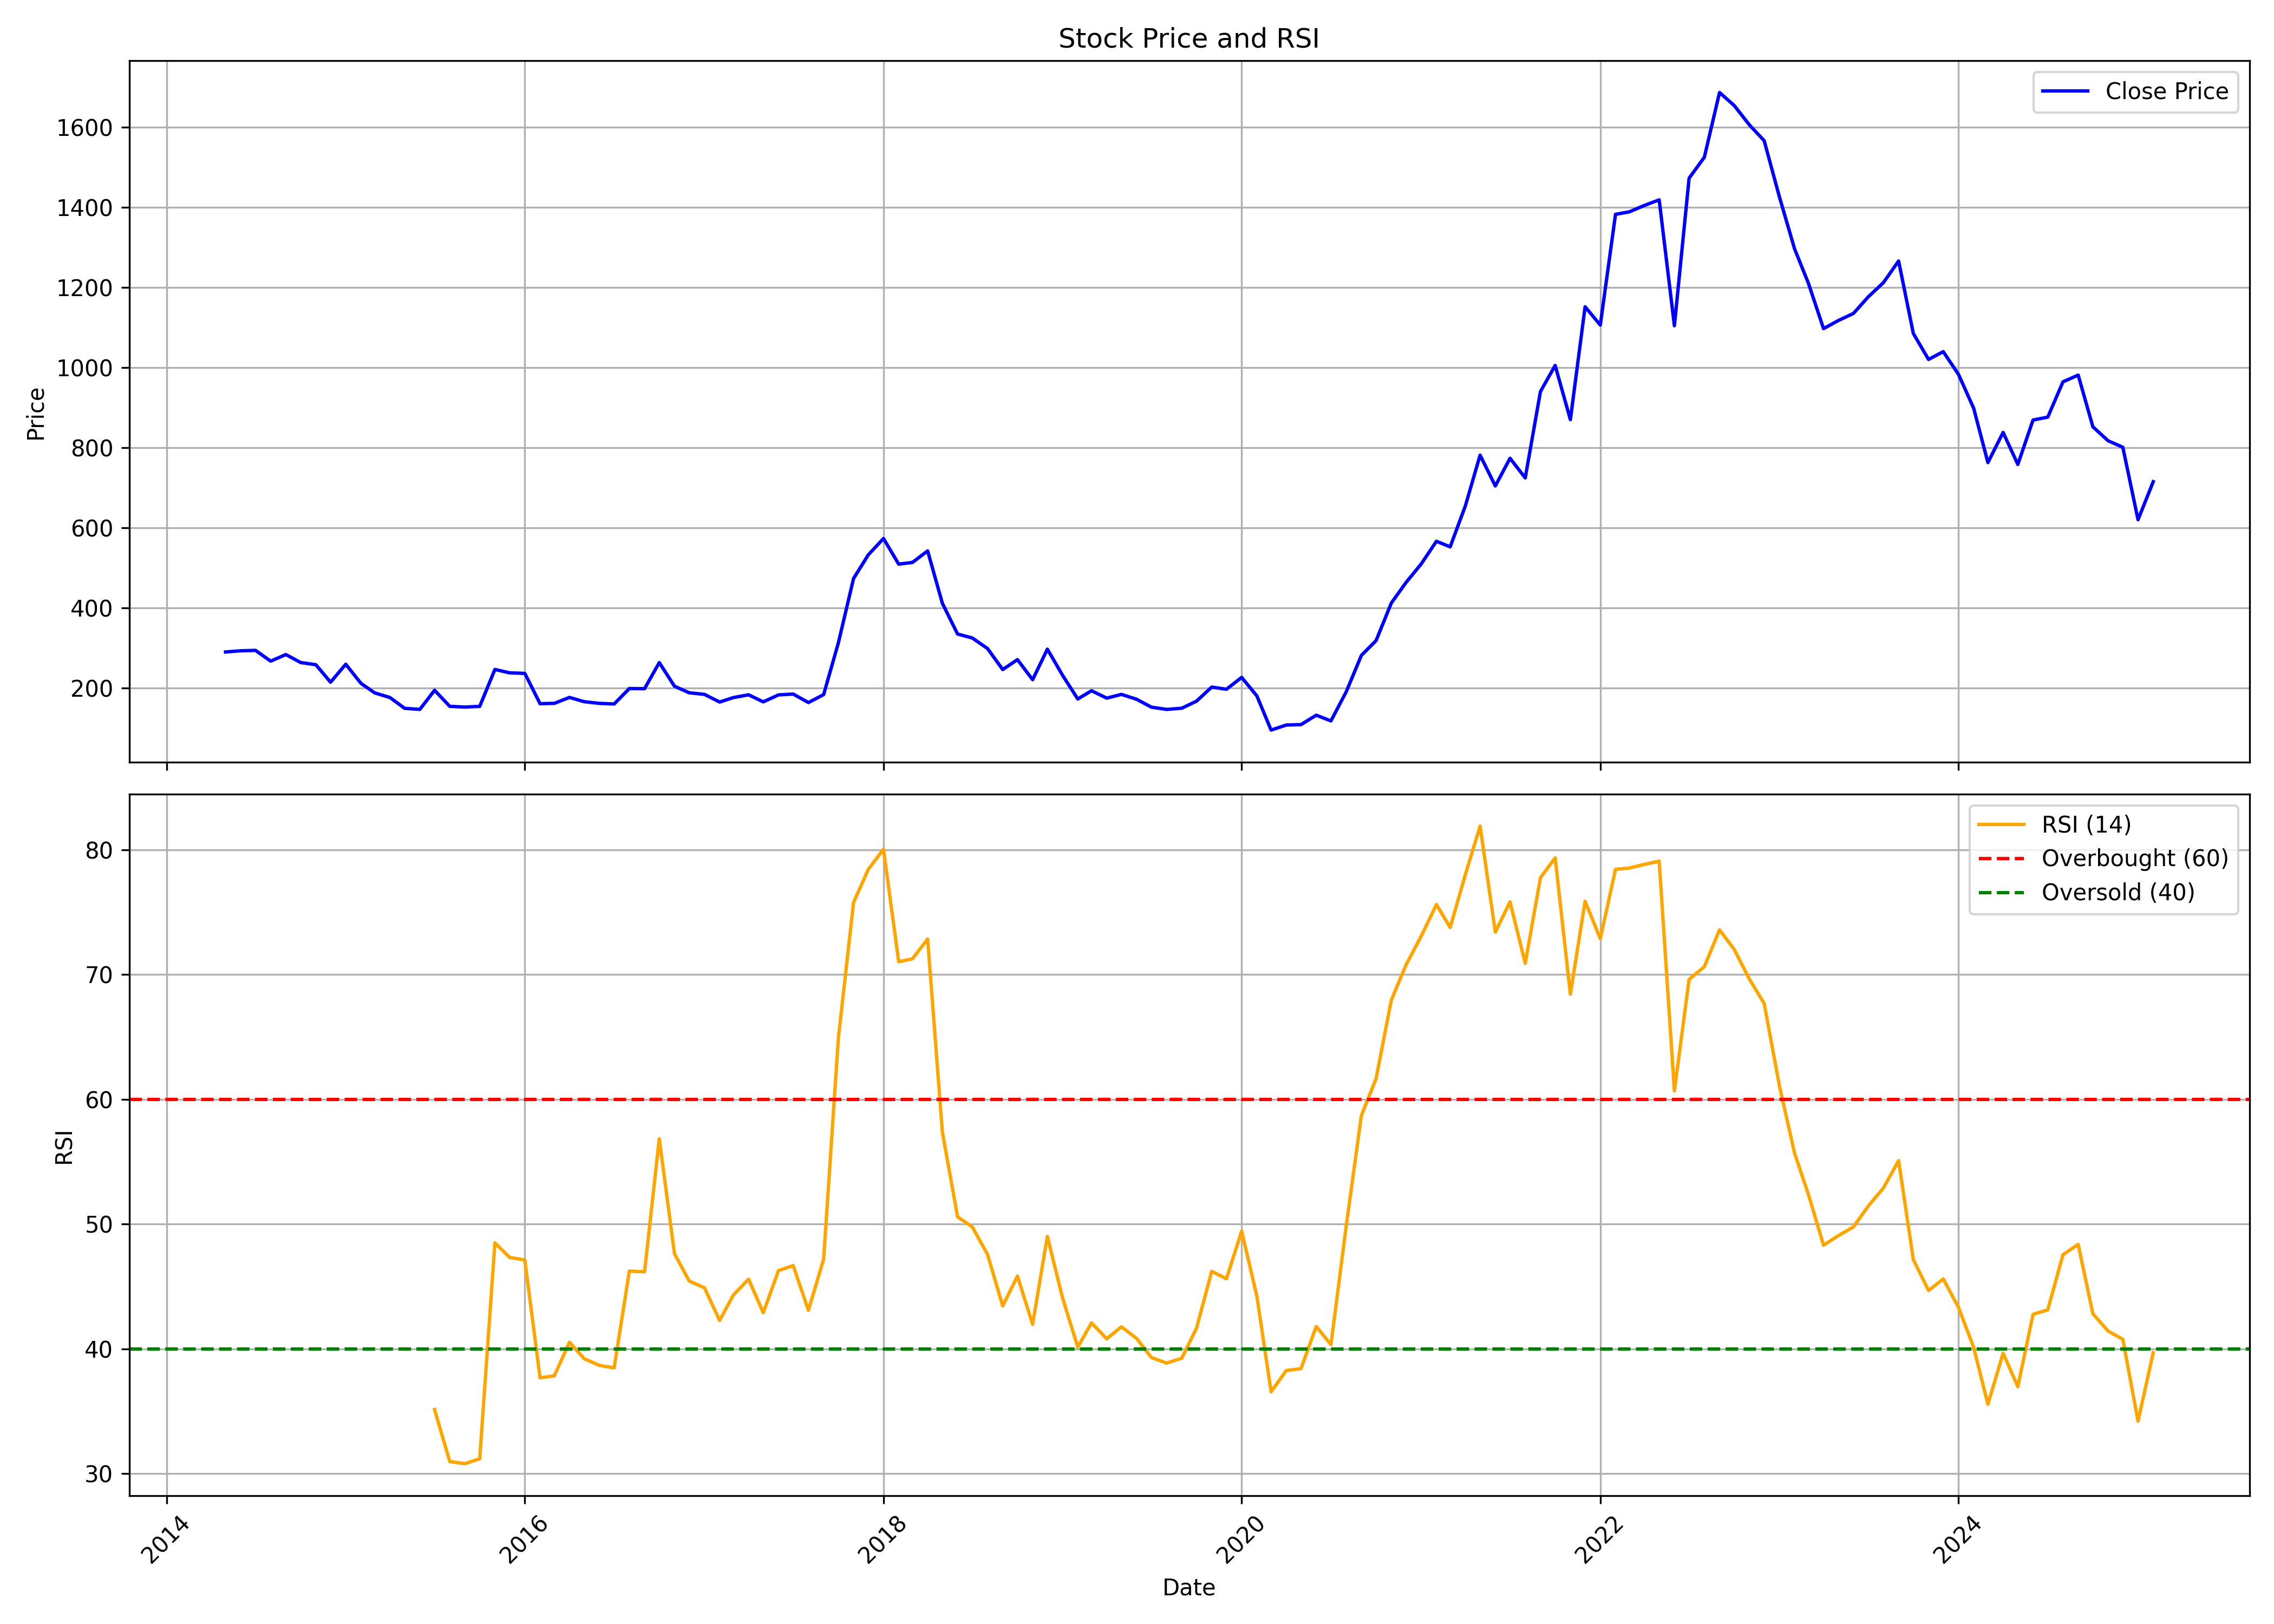 Stock Price and RSI
Close Price
Price
1600
1400
1200
1000
800
600
400
200
RSI (14)
Overbought (60)
Oversold (40)
RSI
80
70
60
50
40
30
2014
2016
2018
2020
2022
2024
Date